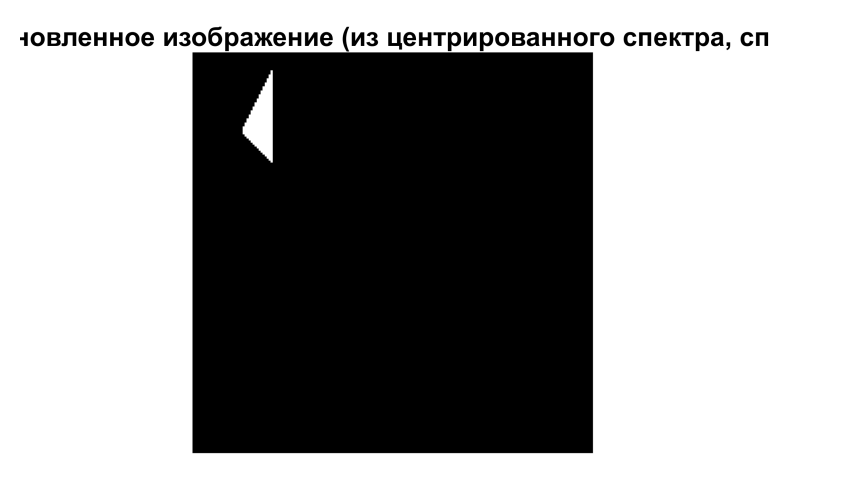 новленное изображение (из центрированного спектра, сп